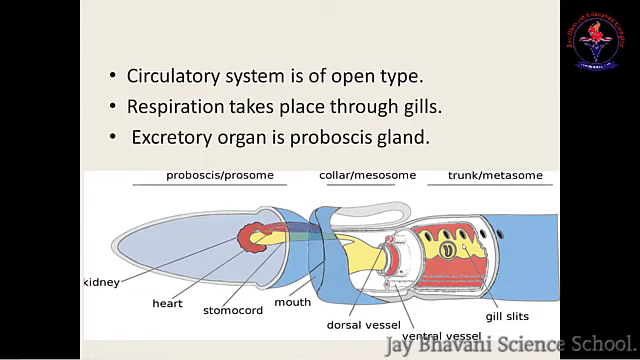 • Circulatory system is of open type.
• Respiration takes place through gills.
• Excretory organ is proboscis gland.
proboscis/prosome
collar/mesosome
trunk/metasome
kidney
heart
stomocord
mouth
dorsal vessel
ventral vessel
gill slits
Jay Bhavani Science School.